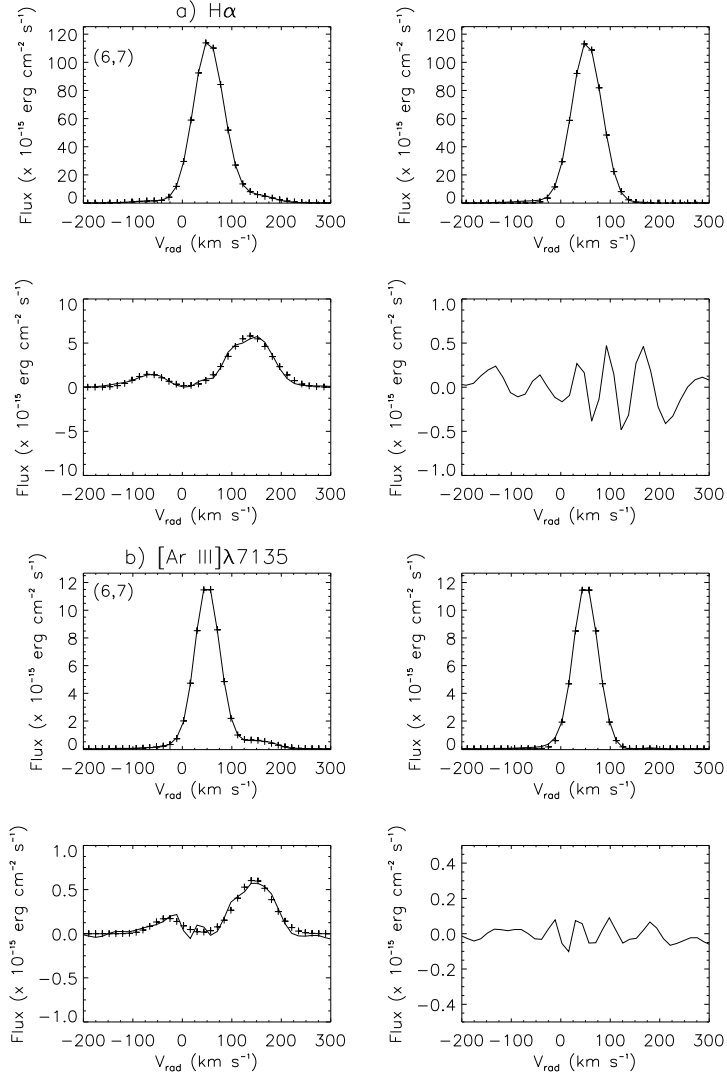 a) Hα
(6,7)
Flux (x 10⁻¹⁵ erg cm⁻² s⁻¹)
120
100
80
60
40
20
0
−200 −100 0 100 200 300
V_rad (km s⁻¹)
Flux (x 10⁻¹⁵ erg cm⁻² s⁻¹)
120
100
80
60
40
20
0
−200 −100 0 100 200 300
V_rad (km s⁻¹)
Flux (x 10⁻¹⁵ erg cm⁻² s⁻¹)
10
5
0
−5
−10
−200 −100 0 100 200 300
V_rad (km s⁻¹)
Flux (x 10⁻¹⁵ erg cm⁻² s⁻¹)
1.0
0.5
0.0
−0.5
−1.0
−200 −100 0 100 200 300
V_rad (km s⁻¹)
b) [Ar III]λ7135
(6,7)
Flux (x 10⁻¹⁵ erg cm⁻² s⁻¹)
12
10
8
6
4
2
0
−200 −100 0 100 200 300
V_rad (km s⁻¹)
Flux (x 10⁻¹⁵ erg cm⁻² s⁻¹)
12
10
8
6
4
2
0
−200 −100 0 100 200 300
V_rad (km s⁻¹)
Flux (x 10⁻¹⁵ erg cm⁻² s⁻¹)
1.0
0.5
0.0
−0.5
−1.0
−200 −100 0 100 200 300
V_rad (km s⁻¹)
Flux (x 10⁻¹⁵ erg cm⁻² s⁻¹)
0.4
0.2
0.0
−0.2
−0.4
−200 −100 0 100 200 300
V_rad (km s⁻¹)